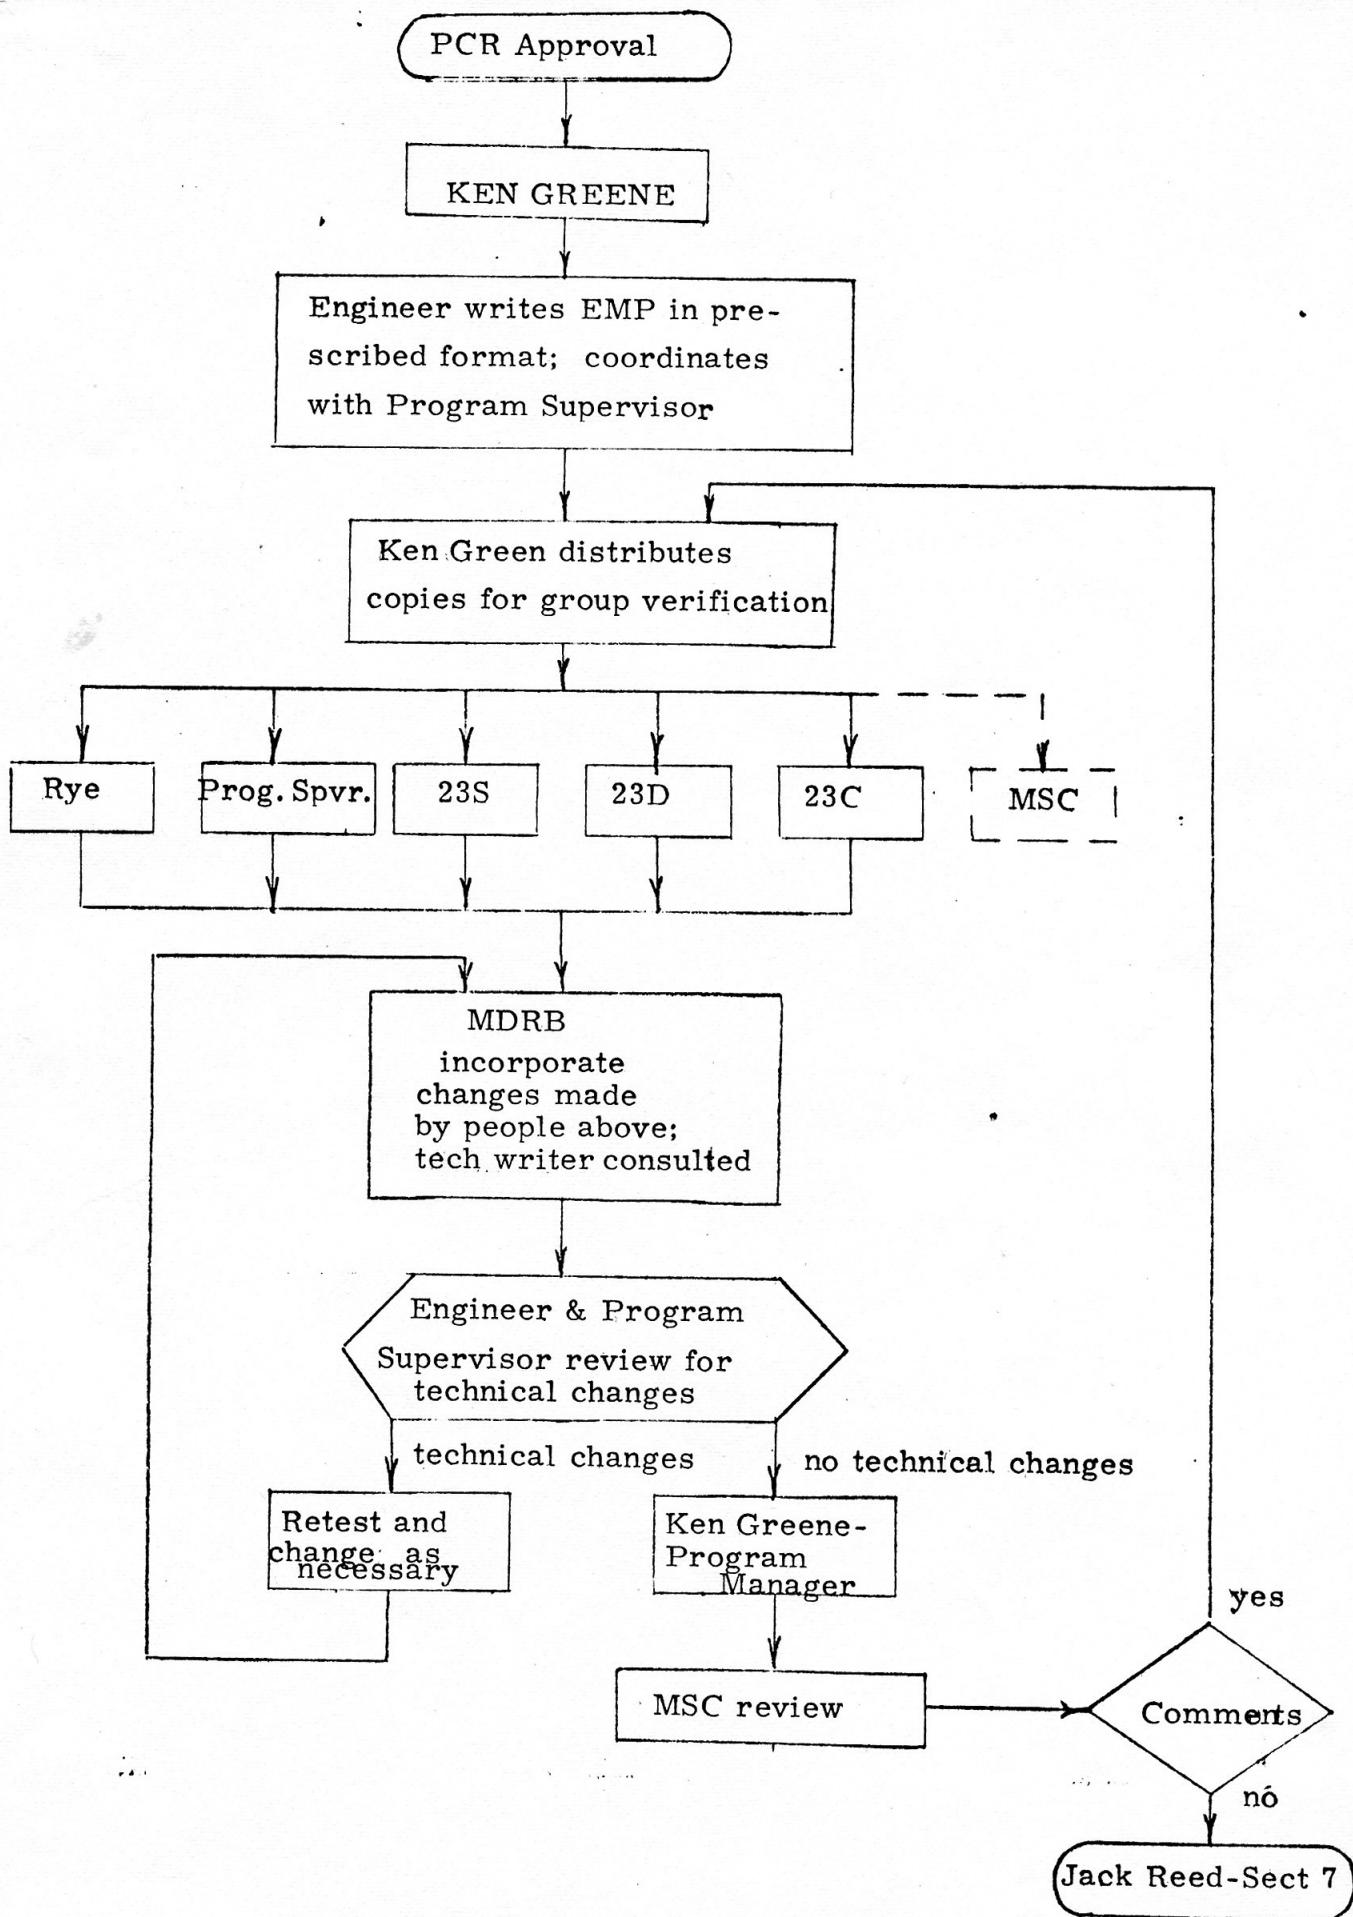 PCR Approval
KEN GREENE
Engineer writes EMP in pre-
scribed format; coordinates
with Program Supervisor
Ken Green distributes
copies for group verification
Rye
Prog. Spvr.
23S
23D
23C
MSC
MDRB
incorporate
changes made
by people above;
tech writer consulted
Engineer & Program
Supervisor review for
technical changes
technical changes
no technical changes
Retest and
change as
necessary
Ken Greene-
Program
Manager
MSC review
yes
Comments
no
Jack Reed-Sect 7